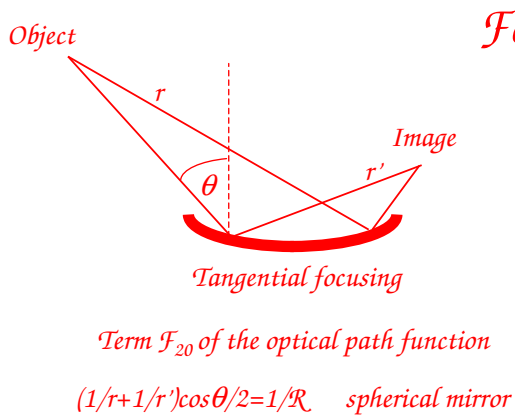 Object
r
Image
r'
θ
Tangential focusing
Term F₂₀ of the optical path function
(1/r+1/r')cosθ/2=1/R spherical mirror